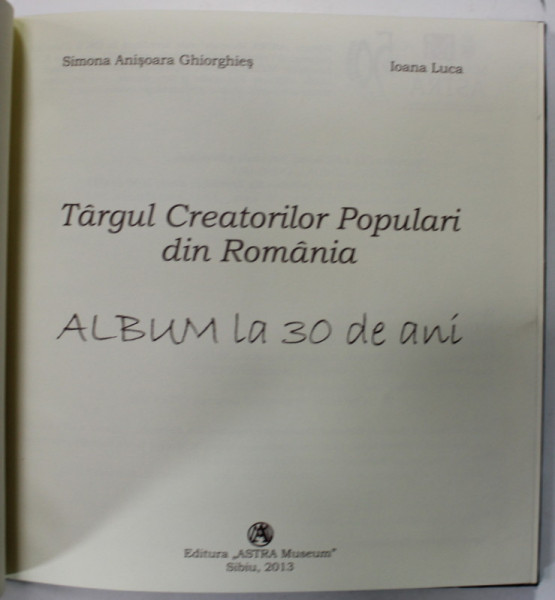 Simona Anişoara Ghiorghieş
Ioana Luca
Târgul Creatorilor Populari
din România
ALBUM la 30 de ani
Editura „ASTRA Museum”
Sibiu, 2013